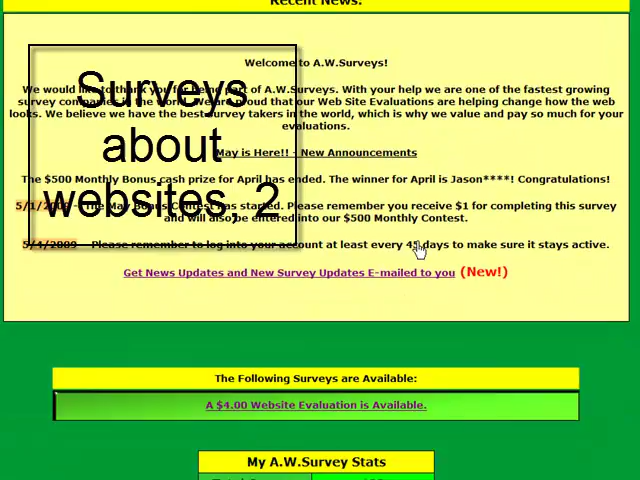 Recent News:
Surveys
about
websites, 2
Welcome to A.W.Surveys!
We would like to thank you for being part of A.W.Surveys. With your help we are one of the fastest growing
survey companies in the world. We are proud that our Web Site Evaluations are helping change how the web
looks. We believe we have the best survey takers in the world, which is why we value and pay so much for your
evaluations.
May is Here!! - New Announcements
The $500 Monthly Bonus cash prize for April has ended. The winner for April is Jason****! Congratulations!
5/1/2009 - The May Bonus Contest has started. Please remember you receive $1 for completing this survey
and will also be entered into our $500 Monthly Contest.
5/4/2009 - Please remember to log into your account at least every 45 days to make sure it stays active.
Get News Updates and New Survey Updates E-mailed to you (New!)
The Following Surveys are Available:
A $4.00 Website Evaluation is Available.
My A.W.Survey Stats